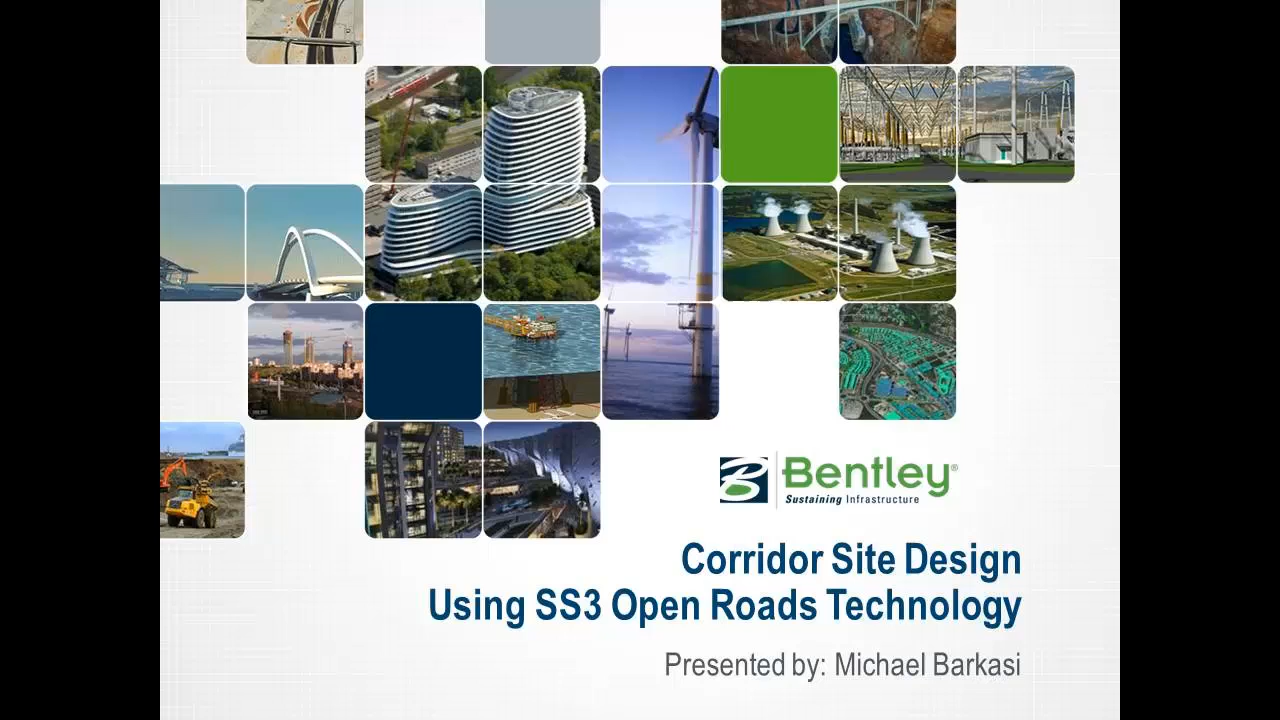 Bentley®
Sustaining Infrastructure
Corridor Site Design
Using SS3 Open Roads Technology
Presented by: Michael Barkasi